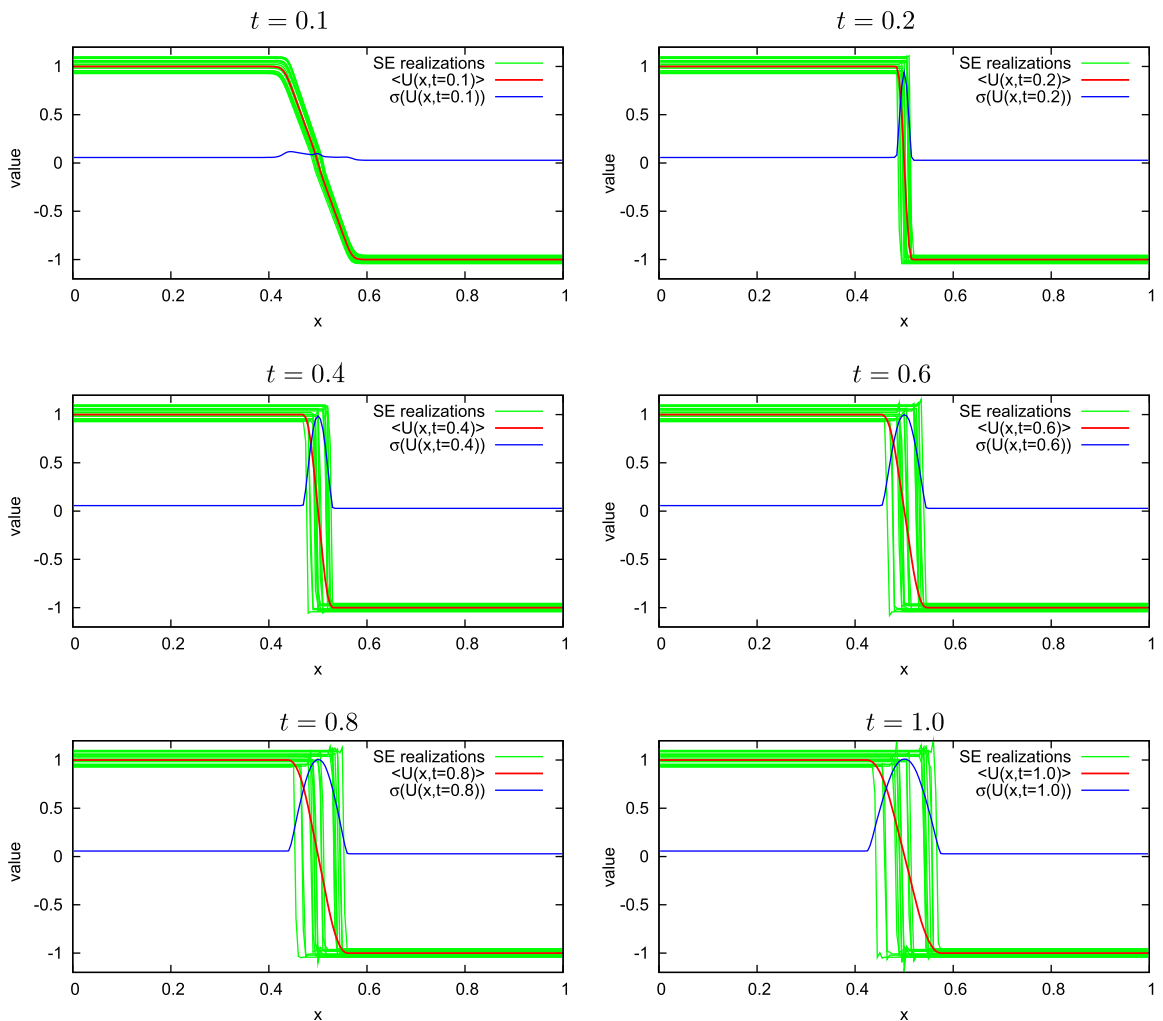 t = 0.1
SE realizations
<U(x,t=0.1)>
σ(U(x,t=0.1))
1
0.5
0
-0.5
-1
value
0 0.2 0.4 0.6 0.8 1
x
t = 0.2
SE realizations
<U(x,t=0.2)>
σ(U(x,t=0.2))
1
0.5
0
-0.5
-1
value
0 0.2 0.4 0.6 0.8 1
x
t = 0.4
SE realizations
<U(x,t=0.4)>
σ(U(x,t=0.4))
1
0.5
0
-0.5
-1
value
0 0.2 0.4 0.6 0.8 1
x
t = 0.6
SE realizations
<U(x,t=0.6)>
σ(U(x,t=0.6))
1
0.5
0
-0.5
-1
value
0 0.2 0.4 0.6 0.8 1
x
t = 0.8
SE realizations
<U(x,t=0.8)>
σ(U(x,t=0.8))
1
0.5
0
-0.5
-1
value
0 0.2 0.4 0.6 0.8 1
x
t = 1.0
SE realizations
<U(x,t=1.0)>
σ(U(x,t=1.0))
1
0.5
0
-0.5
-1
value
0 0.2 0.4 0.6 0.8 1
x